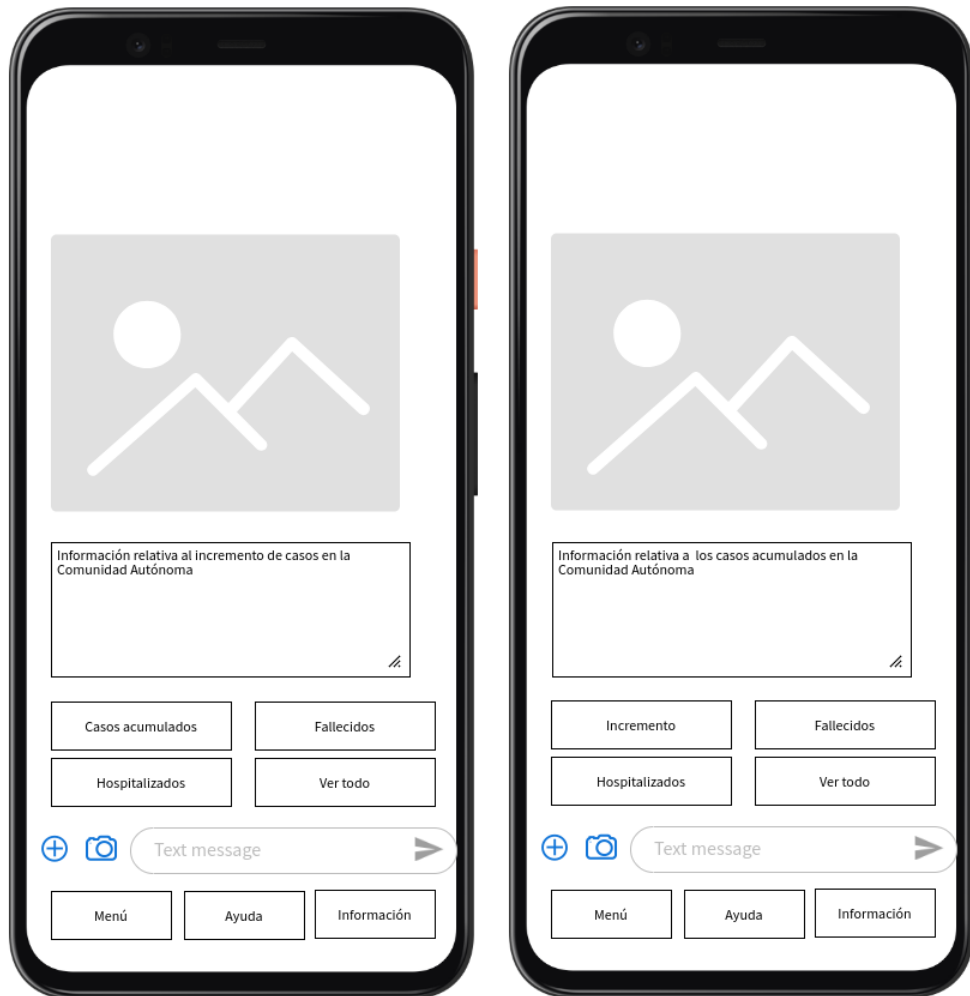 Información relativa al incremento de casos en la
Comunidad Autónoma
Casos acumulados
Fallecidos
Hospitalizados
Ver todo
Text message
Menú
Ayuda
Información
Información relativa a  los casos acumulados en la
Comunidad Autónoma
Incremento
Fallecidos
Hospitalizados
Ver todo
Text message
Menú
Ayuda
Información